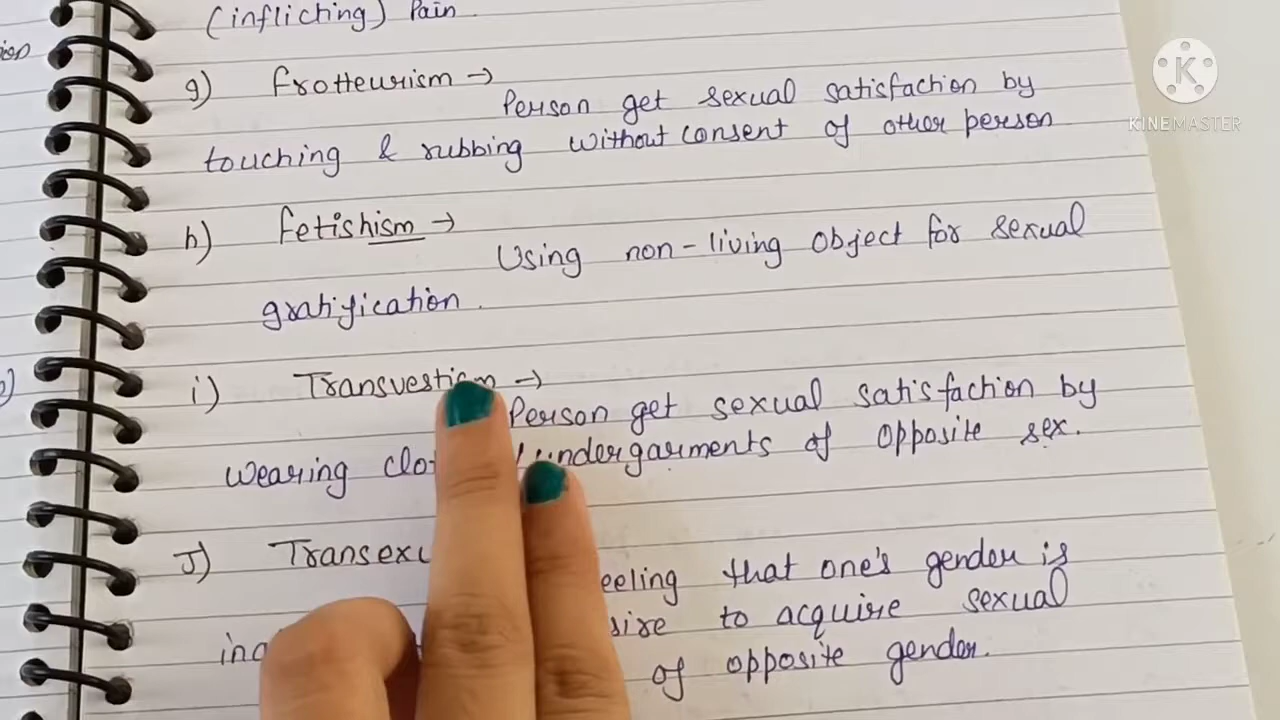 (inflicting) Pain
g) frotteurism →
Person get sexual satisfaction by
touching & rubbing without consent of other person
h) fetishism →
Using non-living object for sexual
gratification.
i) Transvestism →
Person get sexual satisfaction by
wearing undergarments of opposite sex.
J)
that one's gender is
to acquire sexual
of opposite gender.
KINEMASTER